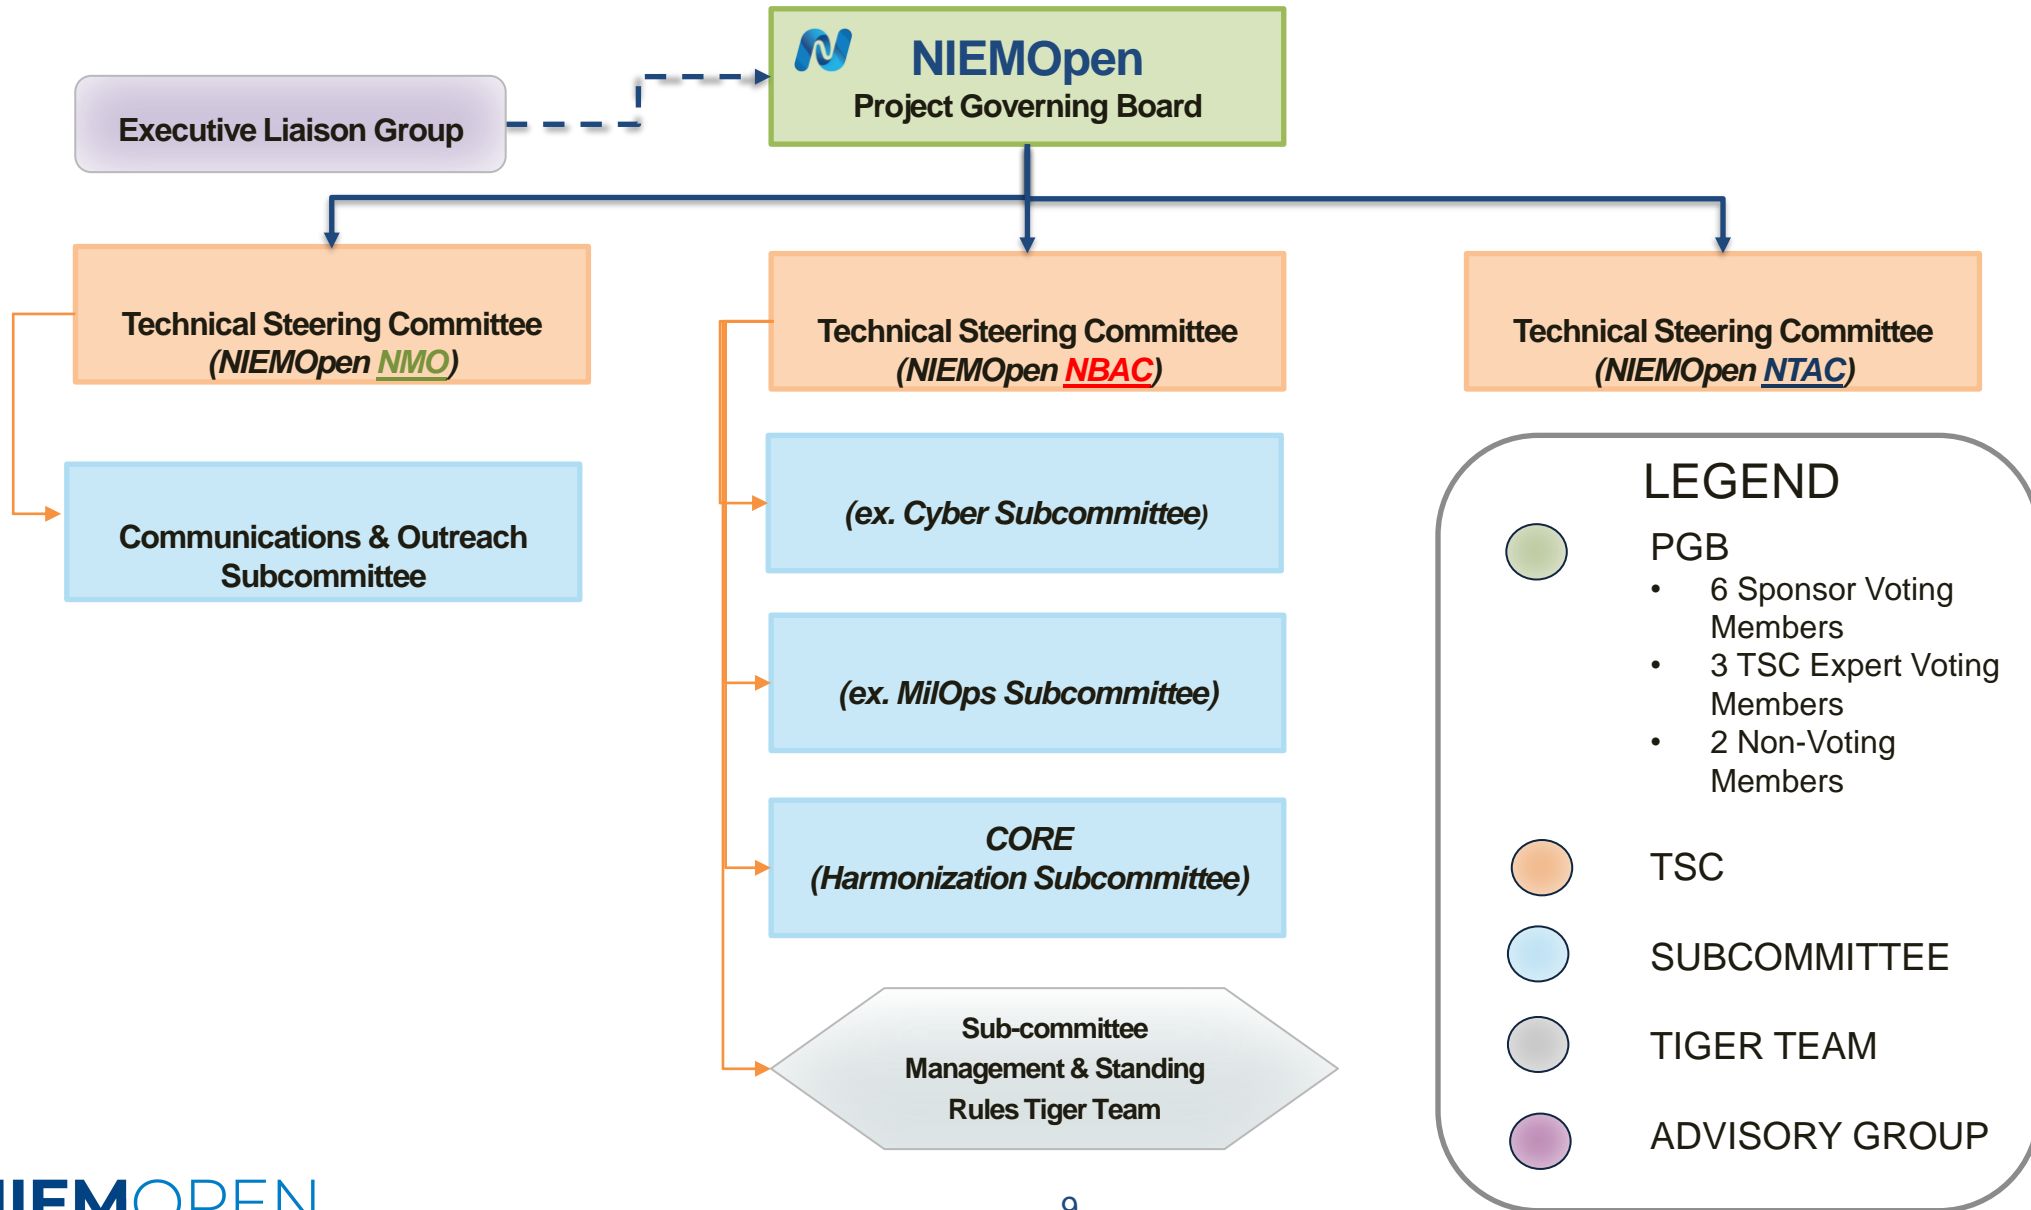 NIEMOpen
Project Governing Board
Executive Liaison Group
Technical Steering Committee
(NIEMOpen NMO)
Technical Steering Committee
(NIEMOpen NBAC)
Technical Steering Committee
(NIEMOpen NTAC)
Communications & Outreach
Subcommittee
(ex. Cyber Subcommittee)
(ex. MilOps Subcommittee)
CORE
(Harmonization Subcommittee)
Sub-committee
Management & Standing
Rules Tiger Team
LEGEND
PGB
• 6 Sponsor Voting
Members
• 3 TSC Expert Voting
Members
• 2 Non-Voting
Members
TSC
SUBCOMMITTEE
TIGER TEAM
ADVISORY GROUP
NIEMOPEN
9